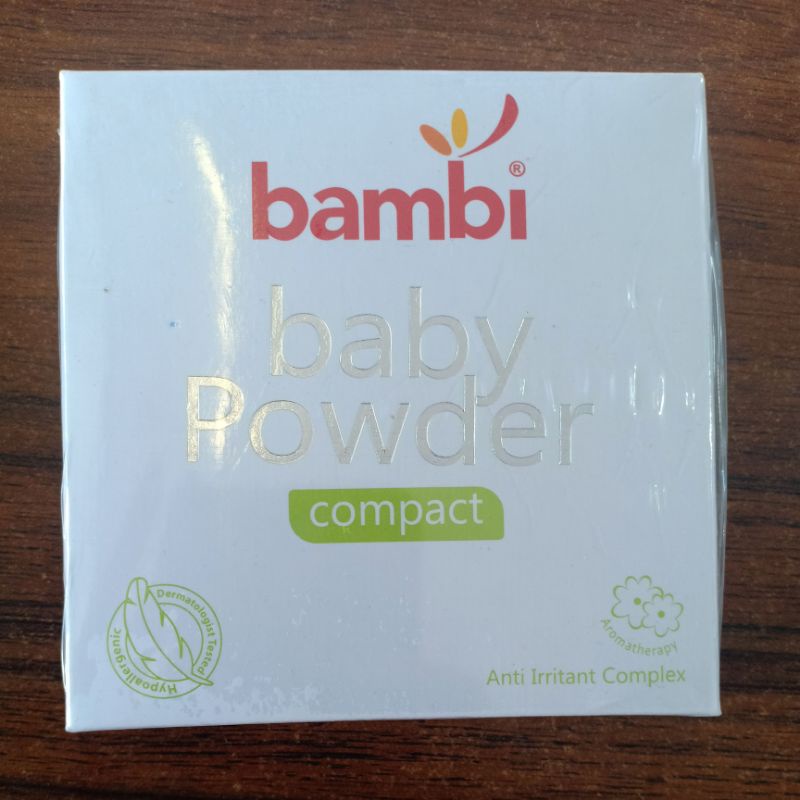 bambi®
baby
Powder
compact
Hypoallergenic Dermatologist Tested
Aromatherapy
Anti Irritant Complex